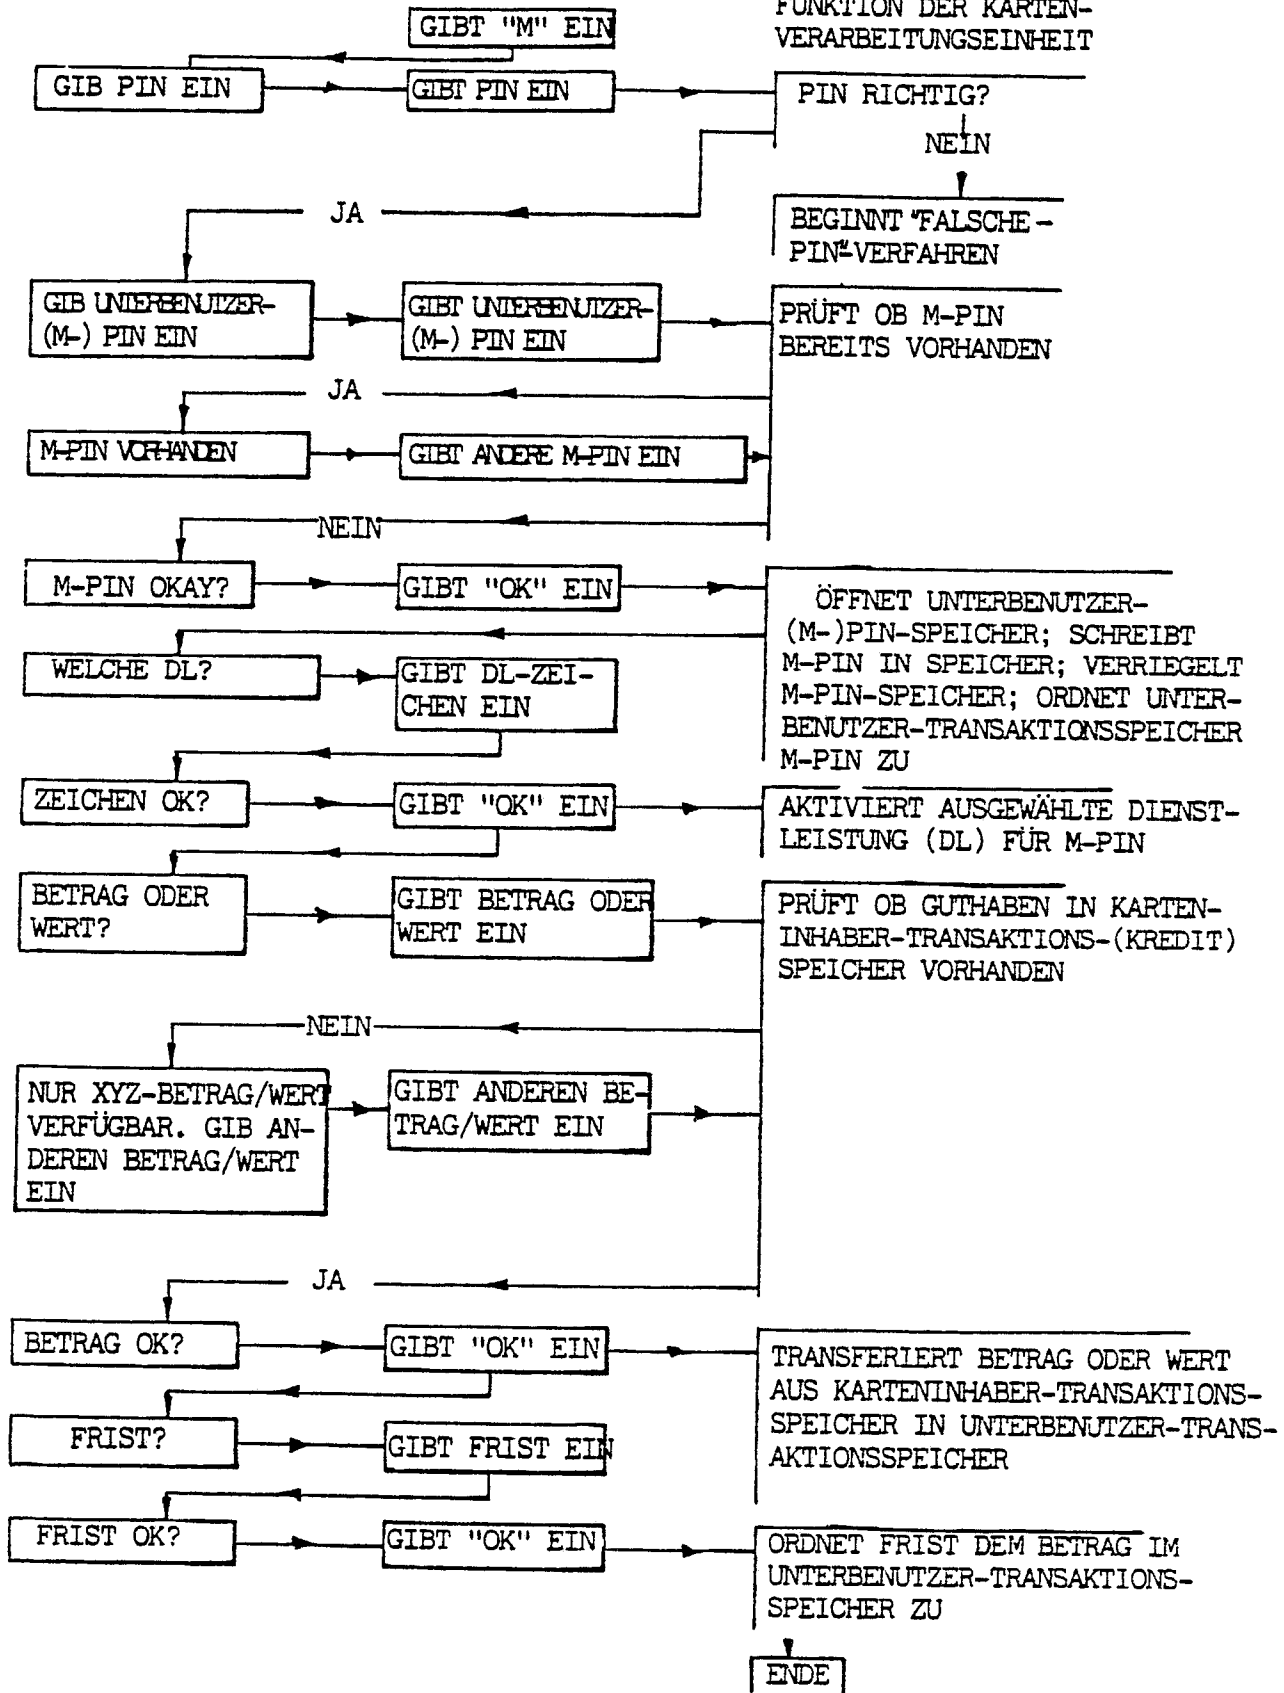 FUNKTION DER KARTEN-
VERARBEITUNGSEINHEIT
GIBT "M" EIN
GIB PIN EIN
GIBT PIN EIN
PIN RICHTIG?
NEIN
JA
BEGINNT "FALSCHE-
PIN"-VERFAHREN
GIB UNTERBENUTZER-
(M-) PIN EIN
GIBT UNTERBENUTZER-
(M-) PIN EIN
PRÜFT OB M-PIN
BEREITS VORHANDEN
JA
M-PIN VORHANDEN
GIBT ANDERE M-PIN EIN
NEIN
M-PIN OKAY?
GIBT "OK" EIN
ÖFFNET UNTERBENUTZER-
(M-)PIN-SPEICHER; SCHREIBT
M-PIN IN SPEICHER; VERRIEGELT
M-PIN-SPEICHER; ORDNET UNTER-
BENUTZER-TRANSAKTIONSSPEICHER
M-PIN ZU
WELCHE DL?
GIBT DL-ZEI-
CHEN EIN
ZEICHEN OK?
GIBT "OK" EIN
AKTIVIERT AUSGEWÄHLTE DIENST-
LEISTUNG (DL) FÜR M-PIN
BETRAG ODER
WERT?
GIBT BETRAG ODER
WERT EIN
PRÜFT OB GUTHABEN IN KARTEN-
INHABER-TRANSAKTIONS-(KREDIT)
SPEICHER VORHANDEN
NEIN
NUR XYZ-BETRAG/WERT
VERFÜGBAR. GIB AN-
DEREN BETRAG/WERT
EIN
GIBT ANDEREN BE-
TRAG/WERT EIN
JA
BETRAG OK?
GIBT "OK" EIN
TRANSFERIERT BETRAG ODER WERT
AUS KARTENINHABER-TRANSAKTIONS-
SPEICHER IN UNTERBENUTZER-TRANS-
AKTIONSSPEICHER
FRIST?
GIBT FRIST EIN
FRIST OK?
GIBT "OK" EIN
ORDNET FRIST DEM BETRAG IM
UNTERBENUTZER-TRANSAKTIONS-
SPEICHER ZU
ENDE